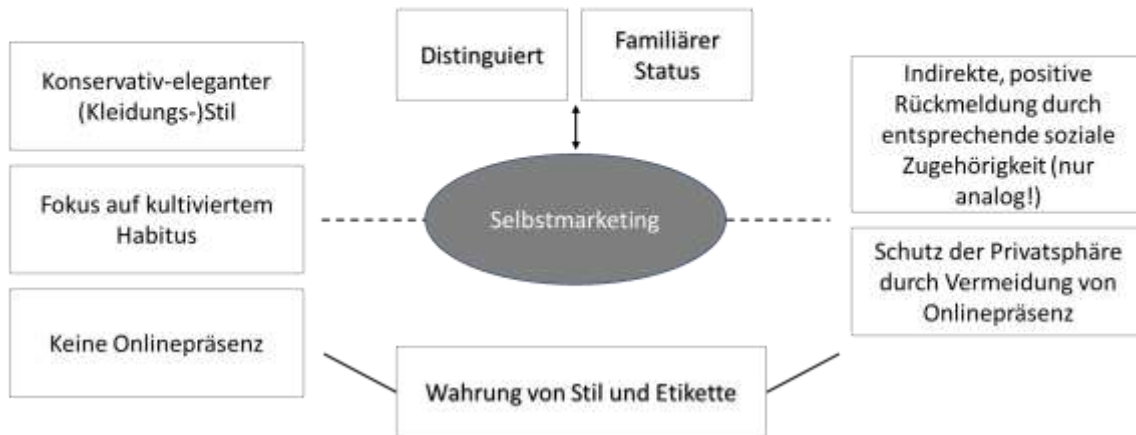 Konservativ-eleganter
(Kleidungs-)Stil
Fokus auf kultiviertem
Habitus
Keine Onlinepräsenz
Distinguiert
Familiärer
Status
Selbstmarketing
Wahrung von Stil und Etikette
Indirekte, positive
Rückmeldung durch
entsprechende soziale
Zugehörigkeit (nur
analog!)
Schutz der Privatsphäre
durch Vermeidung von
Onlinepräsenz